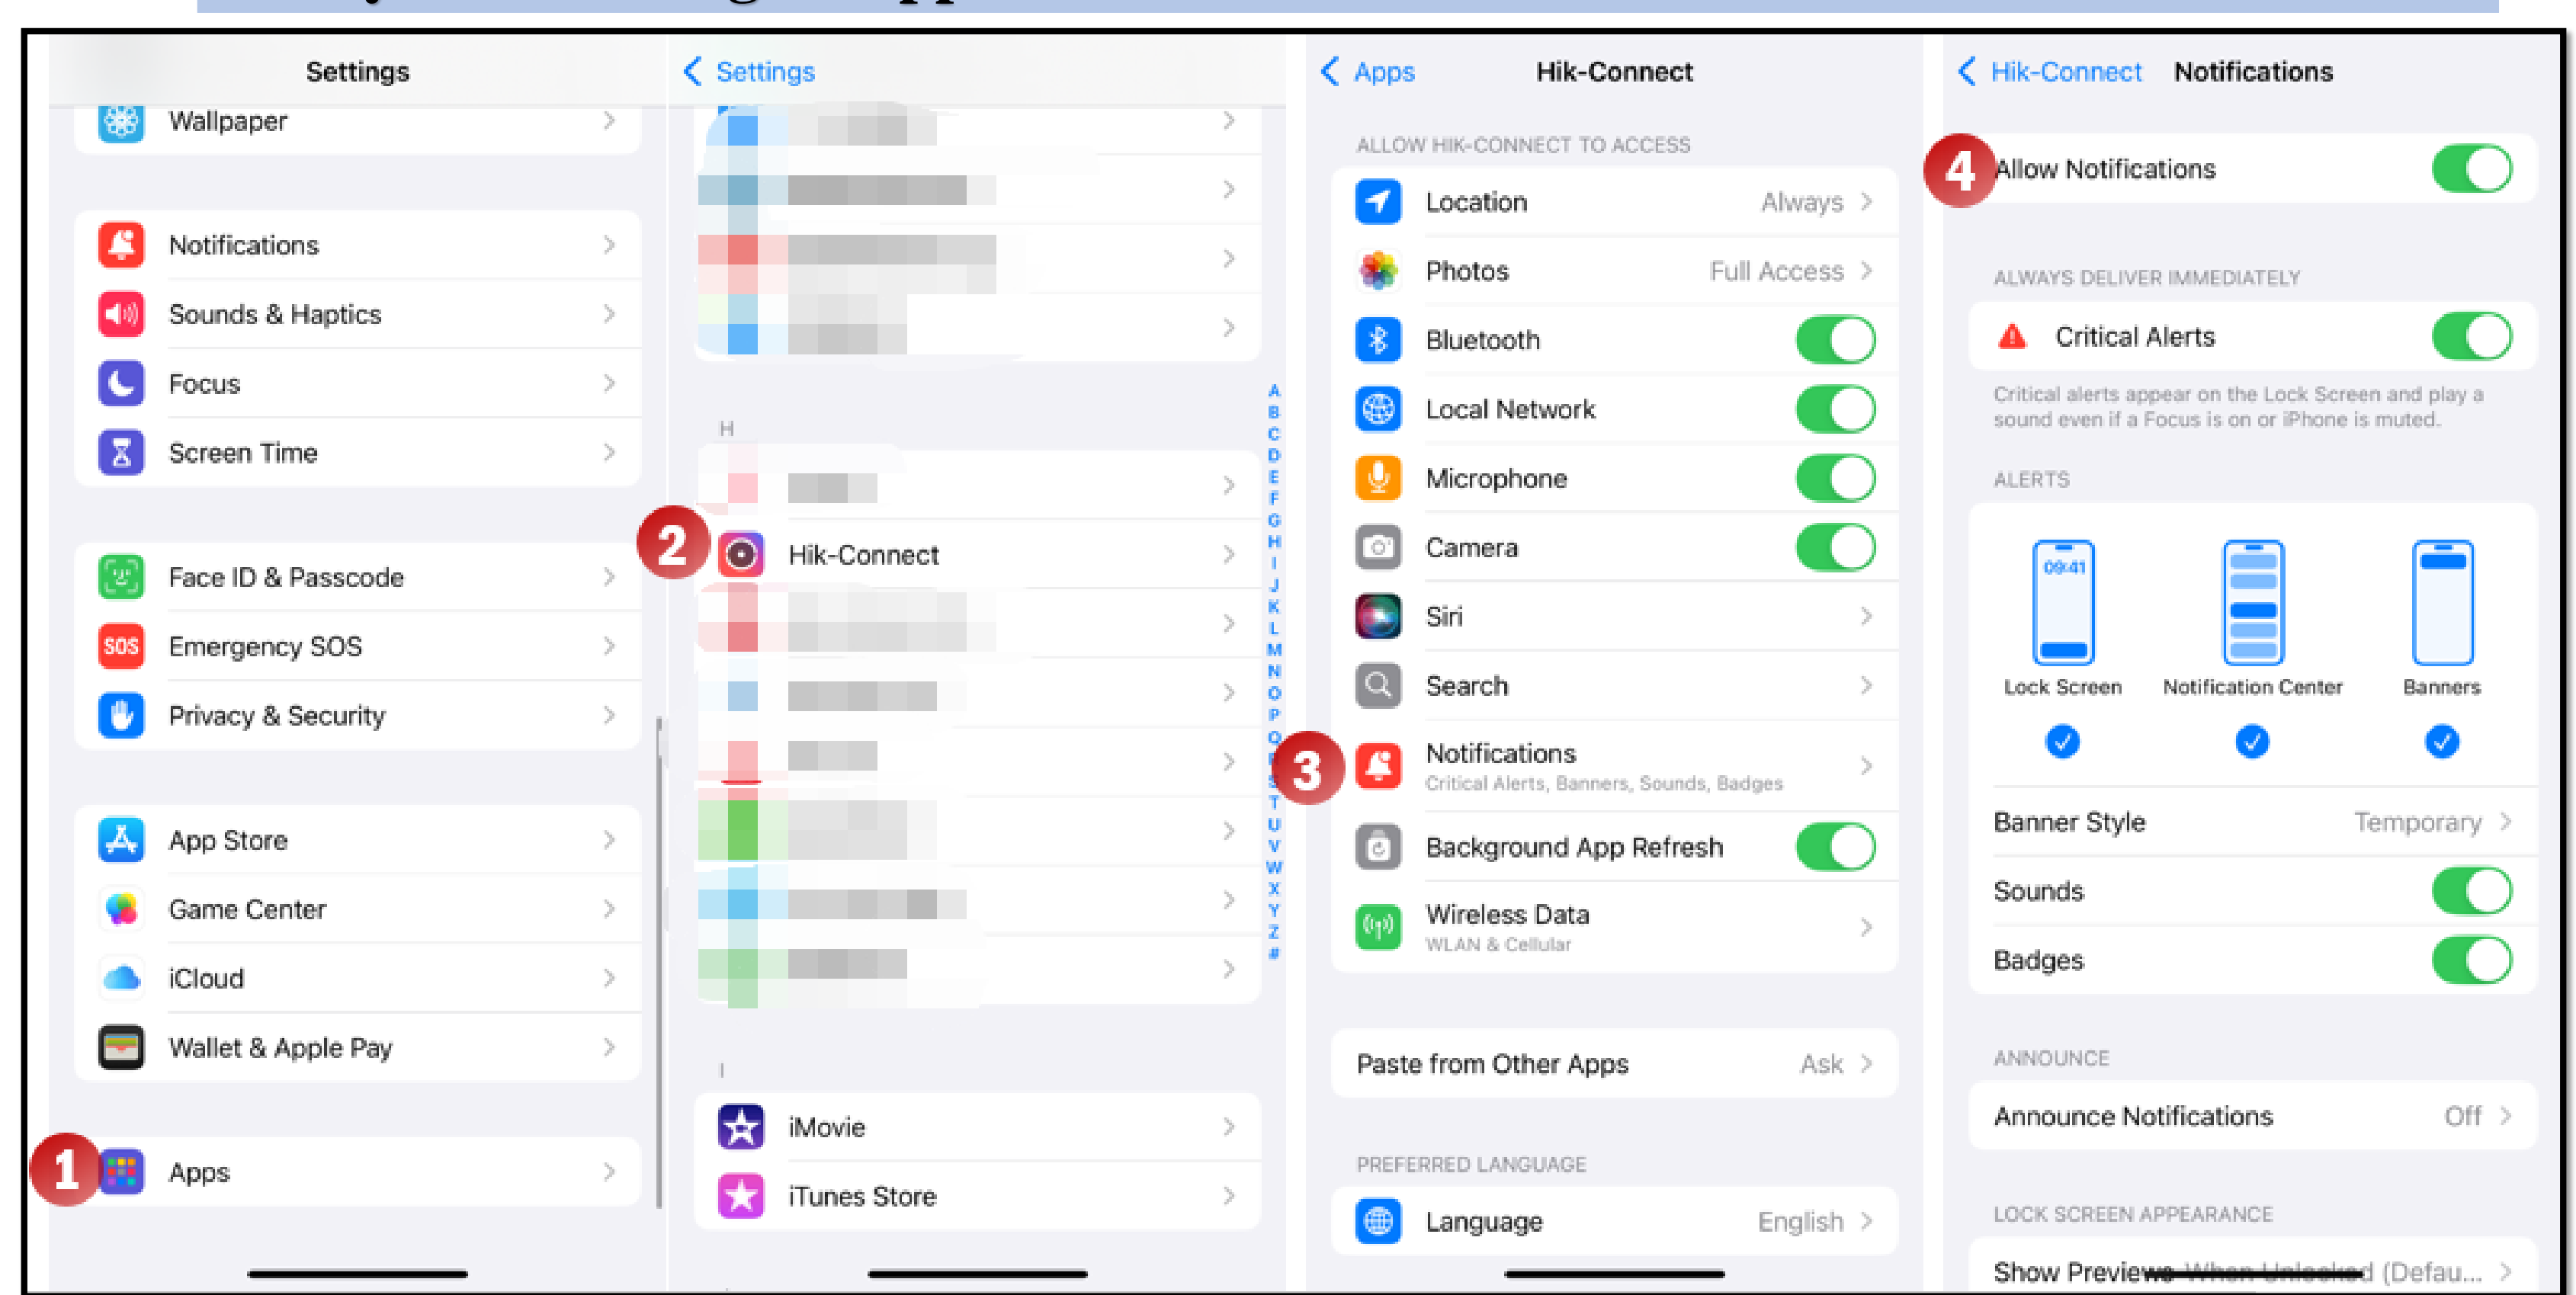 Settings
Wallpaper
Notifications
Sounds & Haptics
Focus
Screen Time
Face ID & Passcode
SOS
Emergency SOS
Privacy & Security
App Store
Game Center
iCloud
Wallet & Apple Pay
1
Apps
Settings
H
2
Hik-Connect
I
iMovie
iTunes Store
A
B
C
D
E
F
G
H
I
J
K
L
M
N
O
P
Q
S
T
U
V
W
X
Y
Z
#
Apps
Hik-Connect
ALLOW HIK-CONNECT TO ACCESS
Location Always
Photos Full Access
Bluetooth
Local Network
Microphone
Camera
Siri
Search
3
Notifications
Critical Alerts, Banners, Sounds, Badges
Background App Refresh
Wireless Data
WLAN & Cellular
Paste from Other Apps Ask
PREFERRED LANGUAGE
Language English
Hik-Connect
Notifications
4
Allow Notifications
ALWAYS DELIVER IMMEDIATELY
Critical Alerts
Critical alerts appear on the Lock Screen and play a
sound even if a Focus is on or iPhone is muted.
ALERTS
09:41
Lock Screen Notification Center Banners
Banner Style Temporary
Sounds
Badges
ANNOUNCE
Announce Notifications Off
LOCK SCREEN APPEARANCE
Show Previews When Unlocked (Defau...